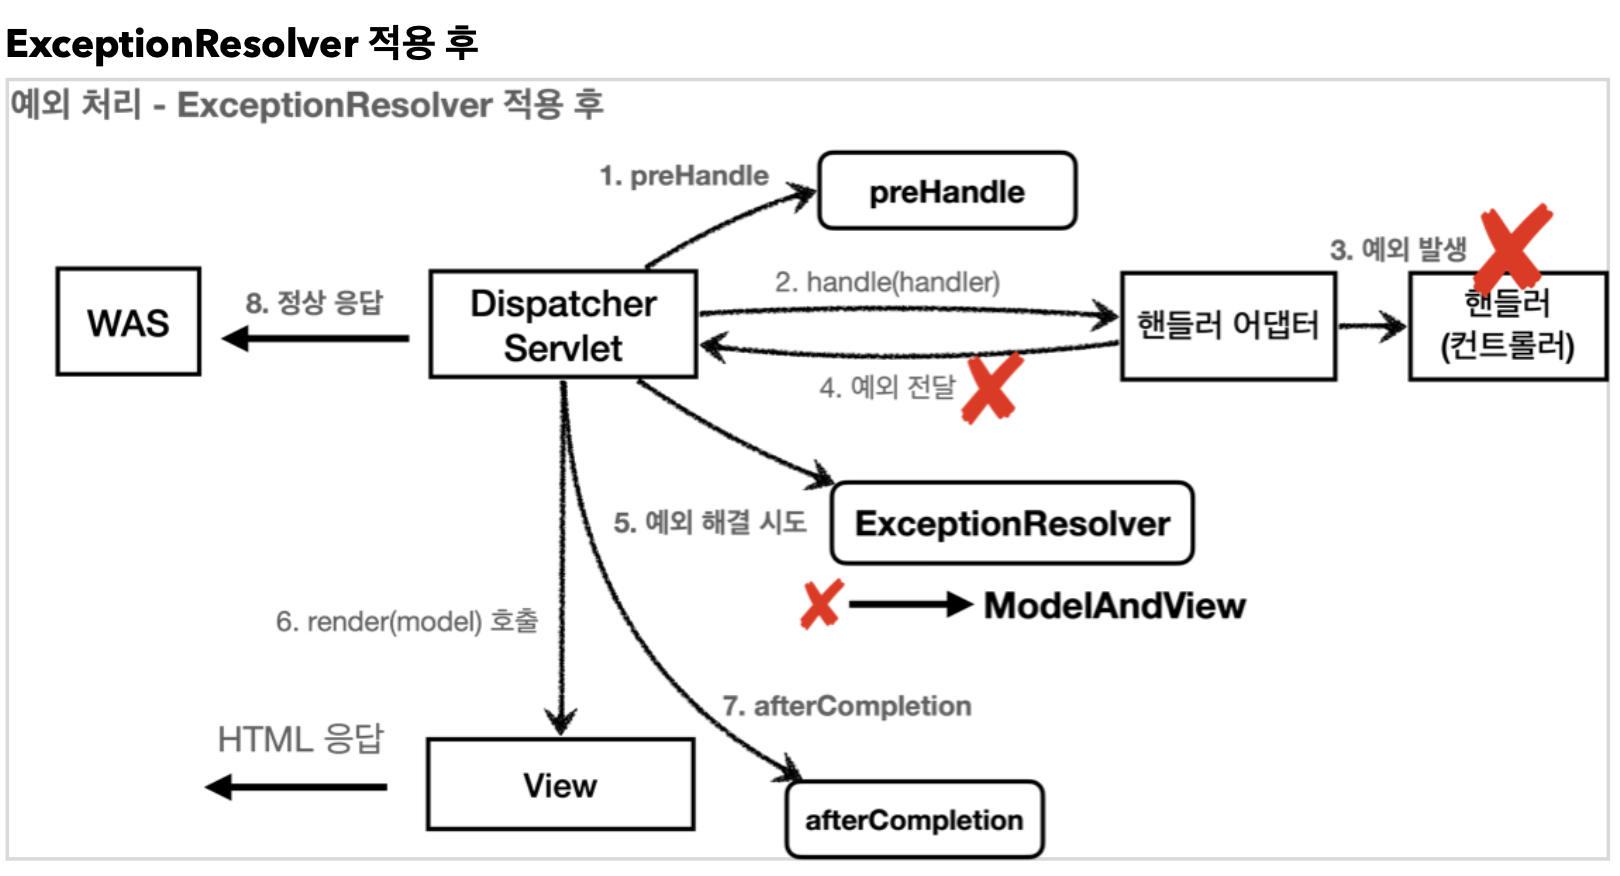 ExceptionResolver 적용 후
예외 처리 - ExceptionResolver 적용 후
1. preHandle
preHandle
3. 예외 발생
WAS
8. 정상 응답
Dispatcher
Servlet
2. handle(handler)
핸들러 어댑터
핸들러
(컨트롤러)
4. 예외 전달
5. 예외 해결 시도
ExceptionResolver
ModelAndView
6. render(model) 호출
7. afterCompletion
HTML 응답
View
afterCompletion